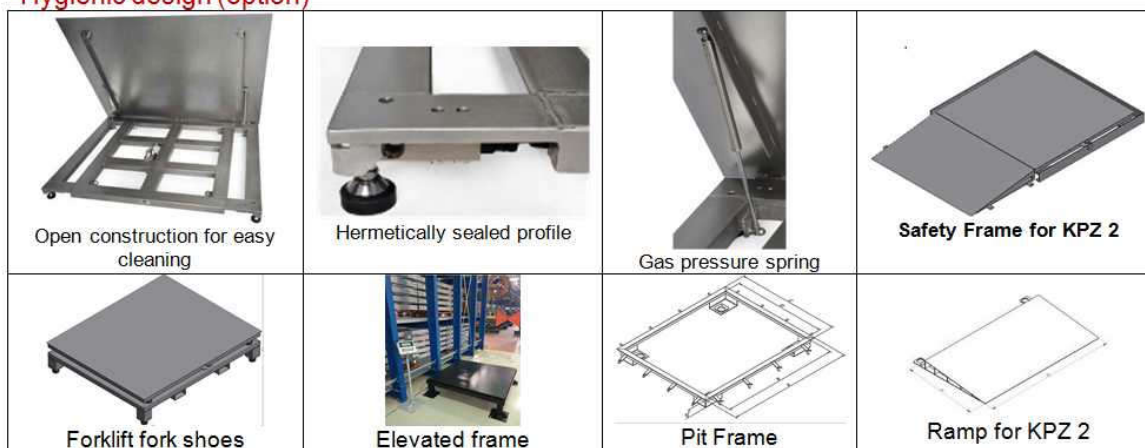 Hygienic design (option)
Open construction for easy
cleaning
Hermetically sealed profile
Gas pressure spring
Safety Frame for KPZ 2
Forklift fork shoes
Elevated frame
Pit Frame
Ramp for KPZ 2